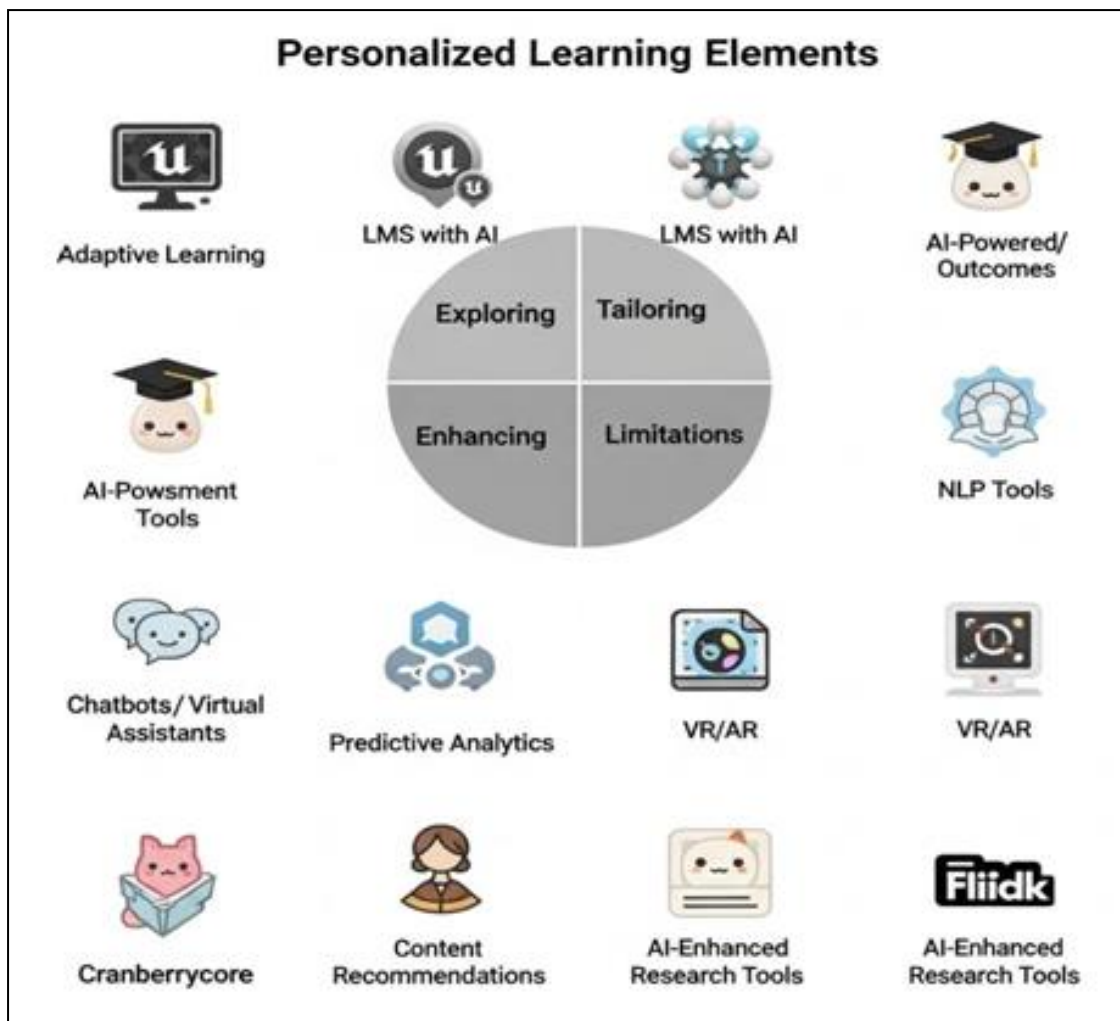 Personalized Learning Elements
Adaptive Learning
LMS with AI
LMS with AI
AI-Powered/
Outcomes
Exploring
Tailoring
Enhancing
Limitations
AI-Powsment
Tools
NLP Tools
Chatbots/ Virtual
Assistants
Predictive Analytics
VR/AR
VR/AR
Cranberrycore
Content
Recommendations
AI-Enhanced
Research Tools
Fliidk
AI-Enhanced
Research Tools